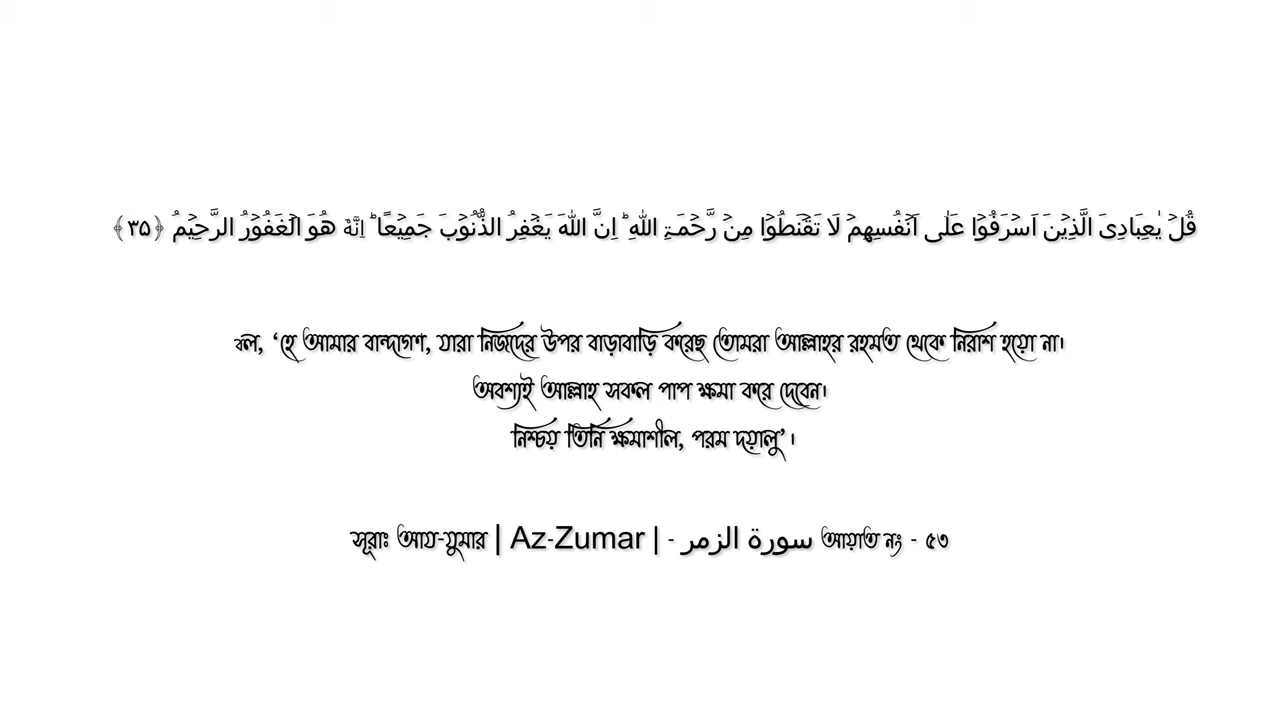 قُلۡ یٰعِبَادِیَ الَّذِیۡنَ اَسۡرَفُوۡا عَلٰۤی اَنۡفُسِهِمۡ لَا تَقۡنَطُوۡا مِنۡ رَّحۡمَۃِ اللّٰهِ ؕ اِنَّ اللّٰهَ یَغۡفِرُ الذُّنُوۡبَ جَمِیۡعًا ؕ اِنَّهٗ هُوَ الۡغَفُوۡرُ الرَّحِیۡمُ ﴿۳۵﴾
বল, ‘হে আমার বান্দাগণ, যারা নিজদের উপর বাড়াবাড়ি করেছ তোমরা আল্লাহর রহমত থেকে নিরাশ হয়ো না।
অবশ্যই আল্লাহ সকল পাপ ক্ষমা করে দেবেন।
নিশ্চয় তিনি ক্ষমাশীল, পরম দয়ালু’।
সূরাঃ আয-যুমার | Az-Zumar | سورة الزمر - আয়াত নং - ৫৩